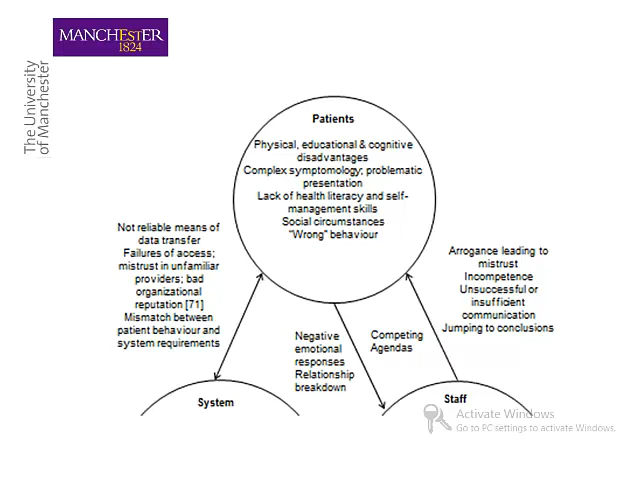 MANCHESTER
1824
The University
of Manchester
Patients
Physical, educational & cognitive
disadvantages
Complex symptomology; problematic
presentation
Lack of health literacy and self-
management skills
Social circumstances
"Wrong" behaviour
Not reliable means of
data transfer
Failures of access;
mistrust in unfamiliar
providers; bad
organizational
reputation [71]
Mismatch between
patient behaviour and
system requirements
Arrogance leading to
mistrust
Incompetence
Unsuccessful or
insufficient
communication
Jumping to conclusions
Negative
emotional
responses
Relationship
breakdown
Competing
Agendas
System
Staff
Activate Windows
Go to PC settings to activate Windows.